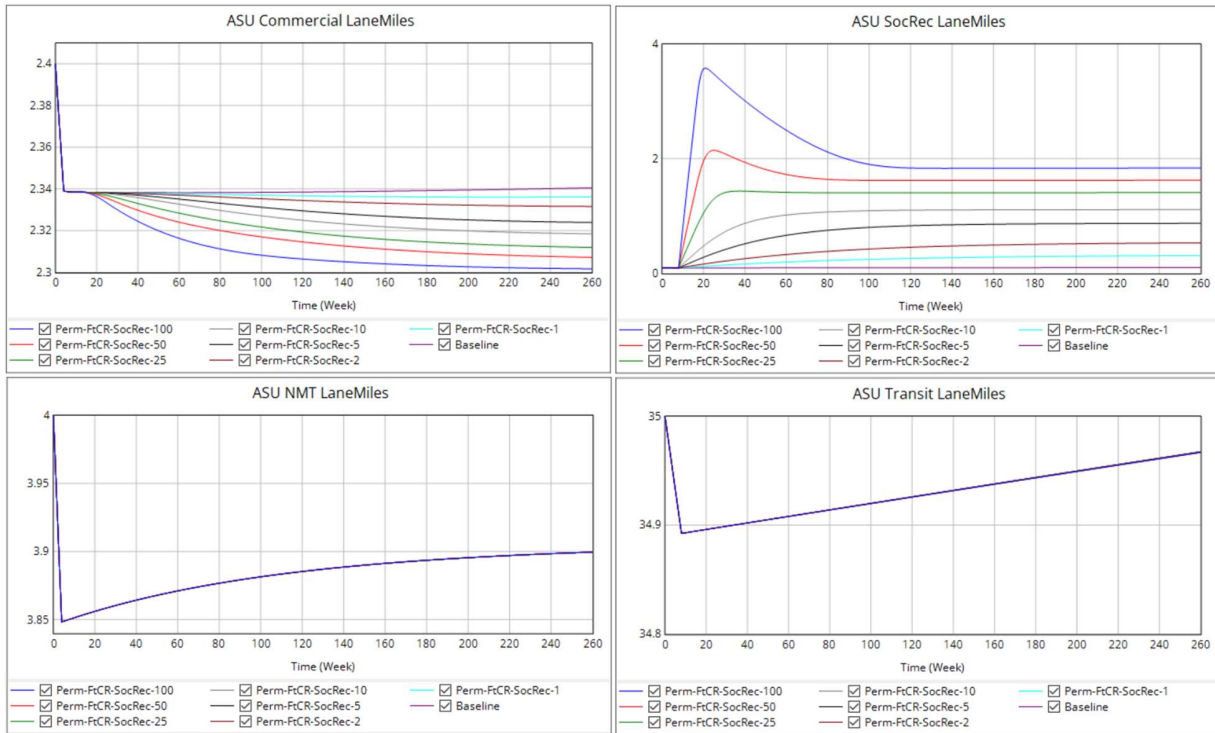 ASU Commercial LaneMiles
2.4
2.38
2.36
2.34
2.32
2.3
0 20 40 60 80 100 120 140 160 180 200 220 240 260
Time (Week)
Perm-FtCR-SocRec-100 Perm-FtCR-SocRec-10 Perm-FtCR-SocRec-1
Perm-FtCR-SocRec-50 Perm-FtCR-SocRec-5 Baseline
Perm-FtCR-SocRec-25 Perm-FtCR-SocRec-2
ASU SocRec LaneMiles
4
2
0
0 20 40 60 80 100 120 140 160 180 200 220 240 260
Time (Week)
Perm-FtCR-SocRec-100 Perm-FtCR-SocRec-10 Perm-FtCR-SocRec-1
Perm-FtCR-SocRec-50 Perm-FtCR-SocRec-5 Baseline
Perm-FtCR-SocRec-25 Perm-FtCR-SocRec-2
ASU NMT LaneMiles
4
3.95
3.9
3.85
0 20 40 60 80 100 120 140 160 180 200 220 240 260
Time (Week)
Perm-FtCR-SocRec-100 Perm-FtCR-SocRec-10 Perm-FtCR-SocRec-1
Perm-FtCR-SocRec-50 Perm-FtCR-SocRec-5 Baseline
Perm-FtCR-SocRec-25 Perm-FtCR-SocRec-2
ASU Transit LaneMiles
35
34.9
34.8
0 20 40 60 80 100 120 140 160 180 200 220 240 260
Time (Week)
Perm-FtCR-SocRec-100 Perm-FtCR-SocRec-10 Perm-FtCR-SocRec-1
Perm-FtCR-SocRec-50 Perm-FtCR-SocRec-5 Baseline
Perm-FtCR-SocRec-25 Perm-FtCR-SocRec-2